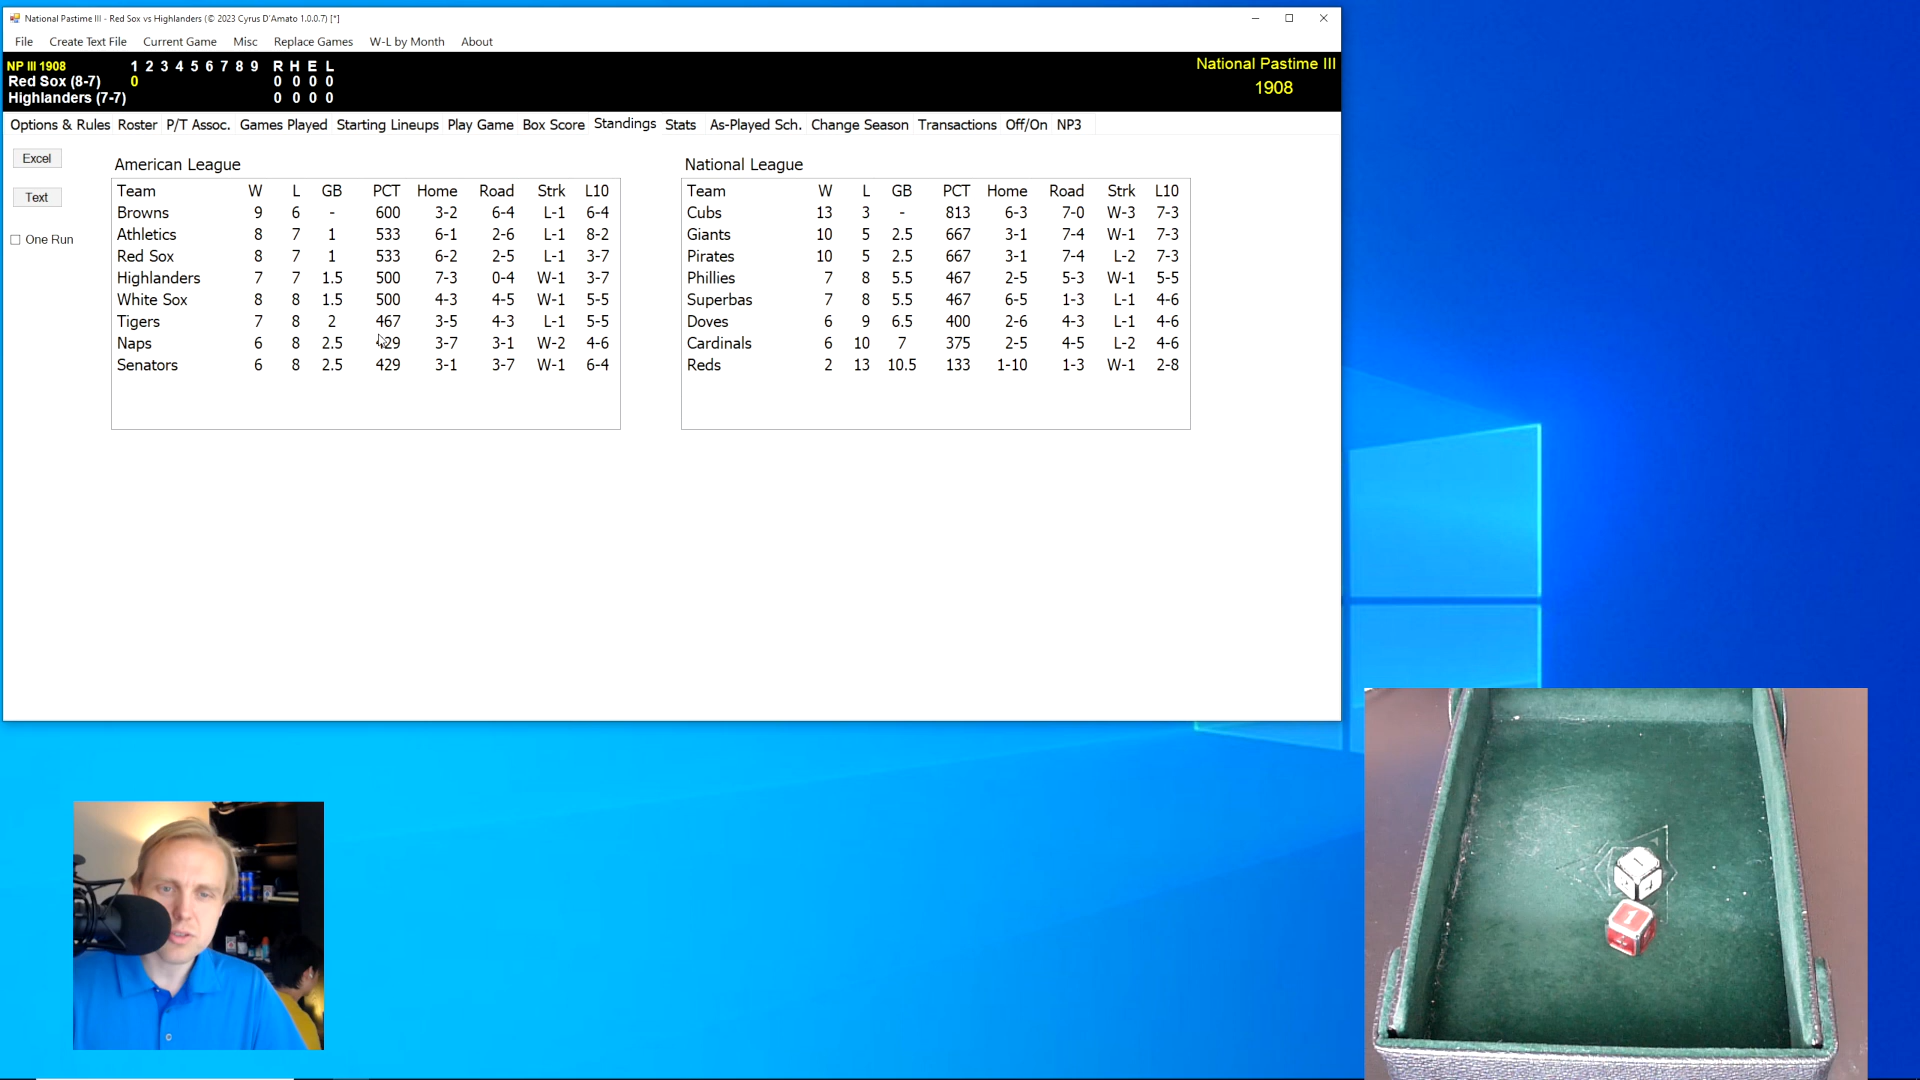 National Pastime III - Red Sox vs Highlanders (© 2023 Cyrus D'Amato 1.0.0.7) [*]
File Create Text File Current Game Misc Replace Games W-L by Month About
NP III 1908 1 2 3 4 5 6 7 8 9 R H E L
Red Sox (8-7) 0 0 0 0 0
Highlanders (7-7) 0 0 0 0
National Pastime III
1908
Options & Rules Roster P/T Assoc. Games Played Starting Lineups Play Game Box Score Standings Stats As-Played Sch. Change Season Transactions Off/On NP3
Excel
Text
One Run
American League
Team W L GB PCT Home Road Strk L10
Browns 9 6 - 600 3-2 6-4 L-1 6-4
Athletics 8 7 1 533 6-1 2-6 L-1 8-2
Red Sox 8 7 1 533 6-2 2-5 L-1 3-7
Highlanders 7 7 1.5 500 7-3 0-4 W-1 3-7
White Sox 8 8 1.5 500 4-3 4-5 W-1 5-5
Tigers 7 8 2 467 3-5 4-3 L-1 5-5
Naps 6 8 2.5 429 3-7 3-1 W-2 4-6
Senators 6 8 2.5 429 3-1 3-7 W-1 6-4
National League
Team W L GB PCT Home Road Strk L10
Cubs 13 3 - 813 6-3 7-0 W-3 7-3
Giants 10 5 2.5 667 3-1 7-4 W-1 7-3
Pirates 10 5 2.5 667 3-1 7-4 L-2 7-3
Phillies 7 8 5.5 467 2-5 5-3 W-1 5-5
Superbas 7 8 5.5 467 6-5 1-3 L-1 4-6
Doves 6 9 6.5 400 2-6 4-3 L-1 4-6
Cardinals 6 10 7 375 2-5 4-5 L-2 4-6
Reds 2 13 10.5 133 1-10 1-3 W-1 2-8
1